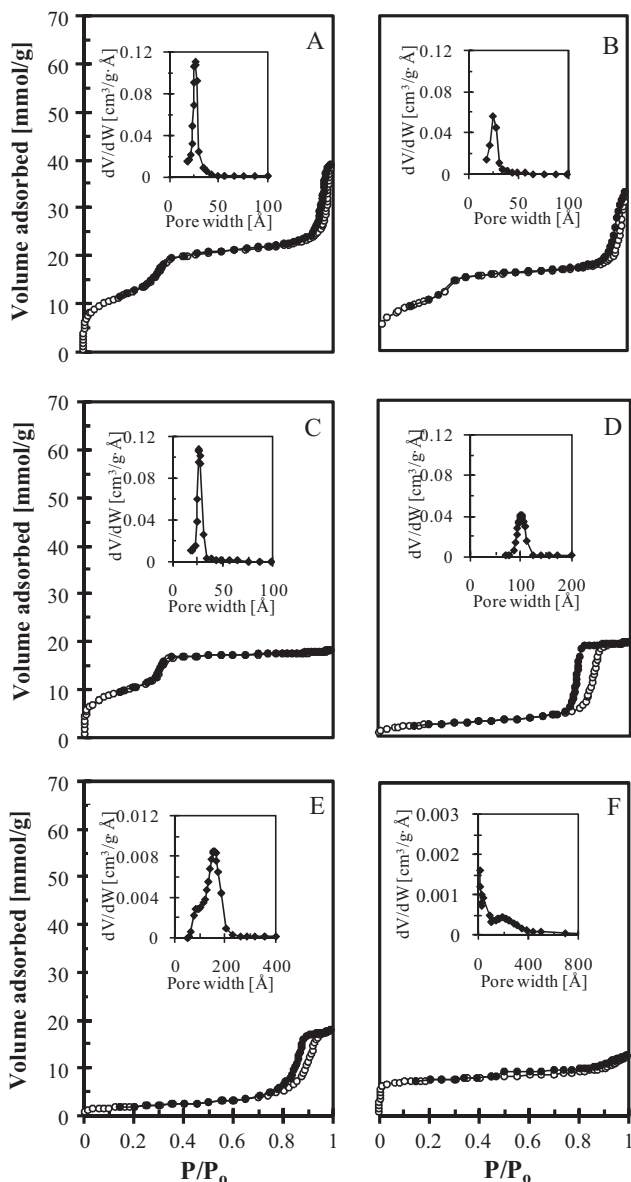 Volume adsorbed [mmol/g]
70
60
50
40
30
20
10
0
A
dV/dW [cm³/g·Å]
0.12
0.08
0.04
0
0 50 100
Pore width [Å]
B
dV/dW [cm³/g·Å]
0.12
0.08
0.04
0
0 50 100
Pore width [Å]
Volume adsorbed [mmol/g]
70
60
50
40
30
20
10
0
C
dV/dW [cm³/g·Å]
0.12
0.08
0.04
0
0 50 100
Pore width [Å]
D
dV/dW [cm³/g·Å]
0.12
0.08
0.04
0
0 100 200
Pore width [Å]
Volume adsorbed [mmol/g]
70
60
50
40
30
20
10
0
E
dV/dW [cm³/g·Å]
0.012
0.008
0.004
0
0 200 400
Pore width [Å]
F
dV/dW [cm³/g·Å]
0.003
0.002
0.001
0
0 400 800
Pore width [Å]
0 0.2 0.4 0.6 0.8 0
P/Pₒ
0 0.2 0.4 0.6 0.8 1
P/Pₒ